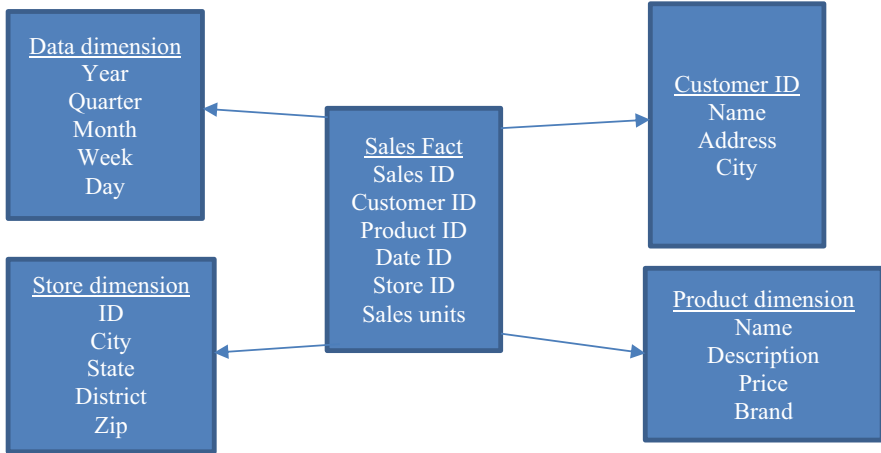 Data dimension
Year
Quarter
Month
Week
Day
Customer ID
Name
Address
City
Sales Fact
Sales ID
Customer ID
Product ID
Date ID
Store ID
Sales units
Store dimension
ID
City
State
District
Zip
Product dimension
Name
Description
Price
Brand